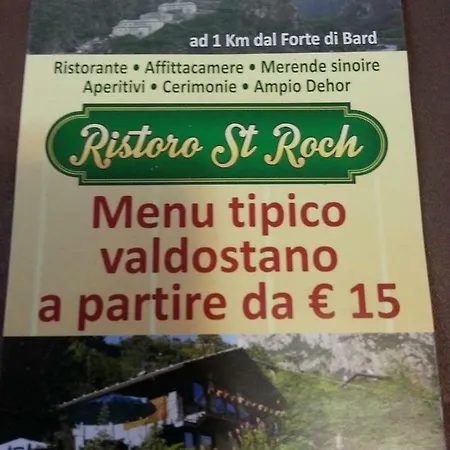 ad 1 Km dal Forte di Bard
Ristorante • Affittacamere • Merende sinoire
Aperitivi • Cerimonie • Ampio Dehor
Ristoro St Roch
Menu tipico
valdostano
a partire da € 15